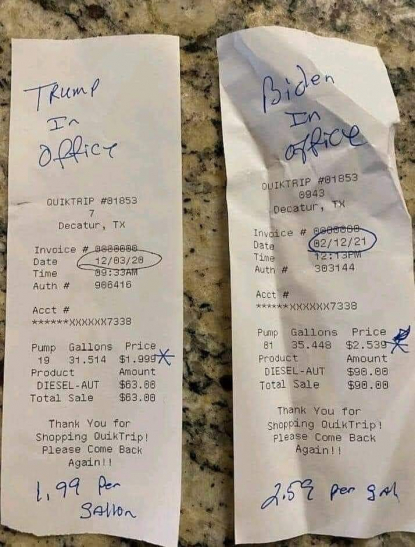 Trump
In
Office
QUIKTRIP #01853
7
Decatur, TX
Invoice # 0000000
Date 12/03/20
Time 09:33AM
Auth # 906416
Acct #
******XXXXXX7338
Pump Gallons Price
19 31.514 $1.999
Product Amount
DIESEL-AUT $63.00
Total Sale $63.00
Thank You for
Shopping QuikTrip!
Please Come Back
Again!!
1.99 Per
gallon
Biden
In
office
QUIKTRIP #01853
0943
Decatur, TX
Invoice # 0000000
Date 02/12/21
Time 12:13PM
Auth # 303144
Acct #
******XXXXXX7338
Pump Gallons Price
81 35.448 $2.539
Product Amount
DIESEL-AUT $90.00
Total Sale $90.00
Thank You for
Shopping QuikTrip!
Please Come Back
Again!!
2.59 per gal